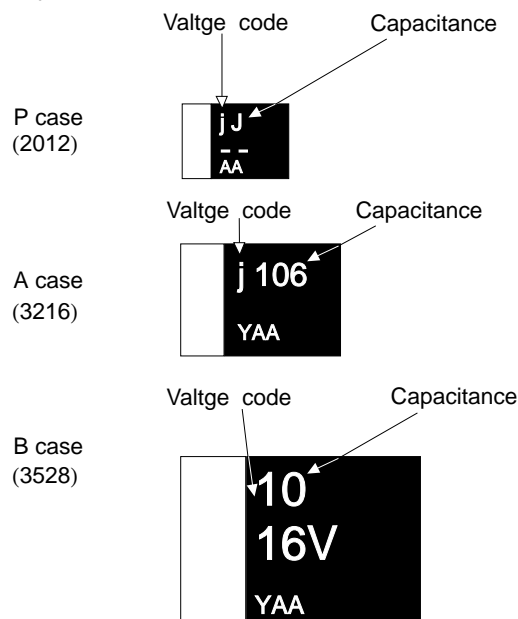 Valtge code Capacitance
P case
(2012)
j J
AA
Valtge code Capacitance
A case
(3216)
j 106
YAA
Valtge code Capacitance
B case
(3528)
10
16V
YAA